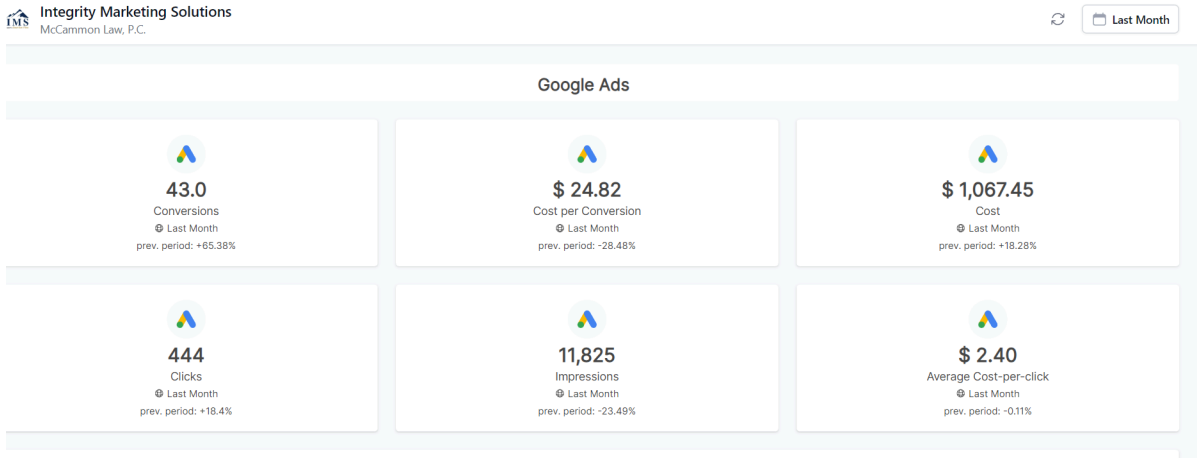 IMS
Integrity Marketing Solutions
McCammon Law, P.C.
Last Month
Google Ads
43.0
Conversions
Last Month
prev. period: +65.38%
$ 24.82
Cost per Conversion
Last Month
prev. period: -28.48%
$ 1,067.45
Cost
Last Month
prev. period: +18.28%
444
Clicks
Last Month
prev. period: +18.4%
11,825
Impressions
Last Month
prev. period: -23.49%
$ 2.40
Average Cost-per-click
Last Month
prev. period: -0.11%